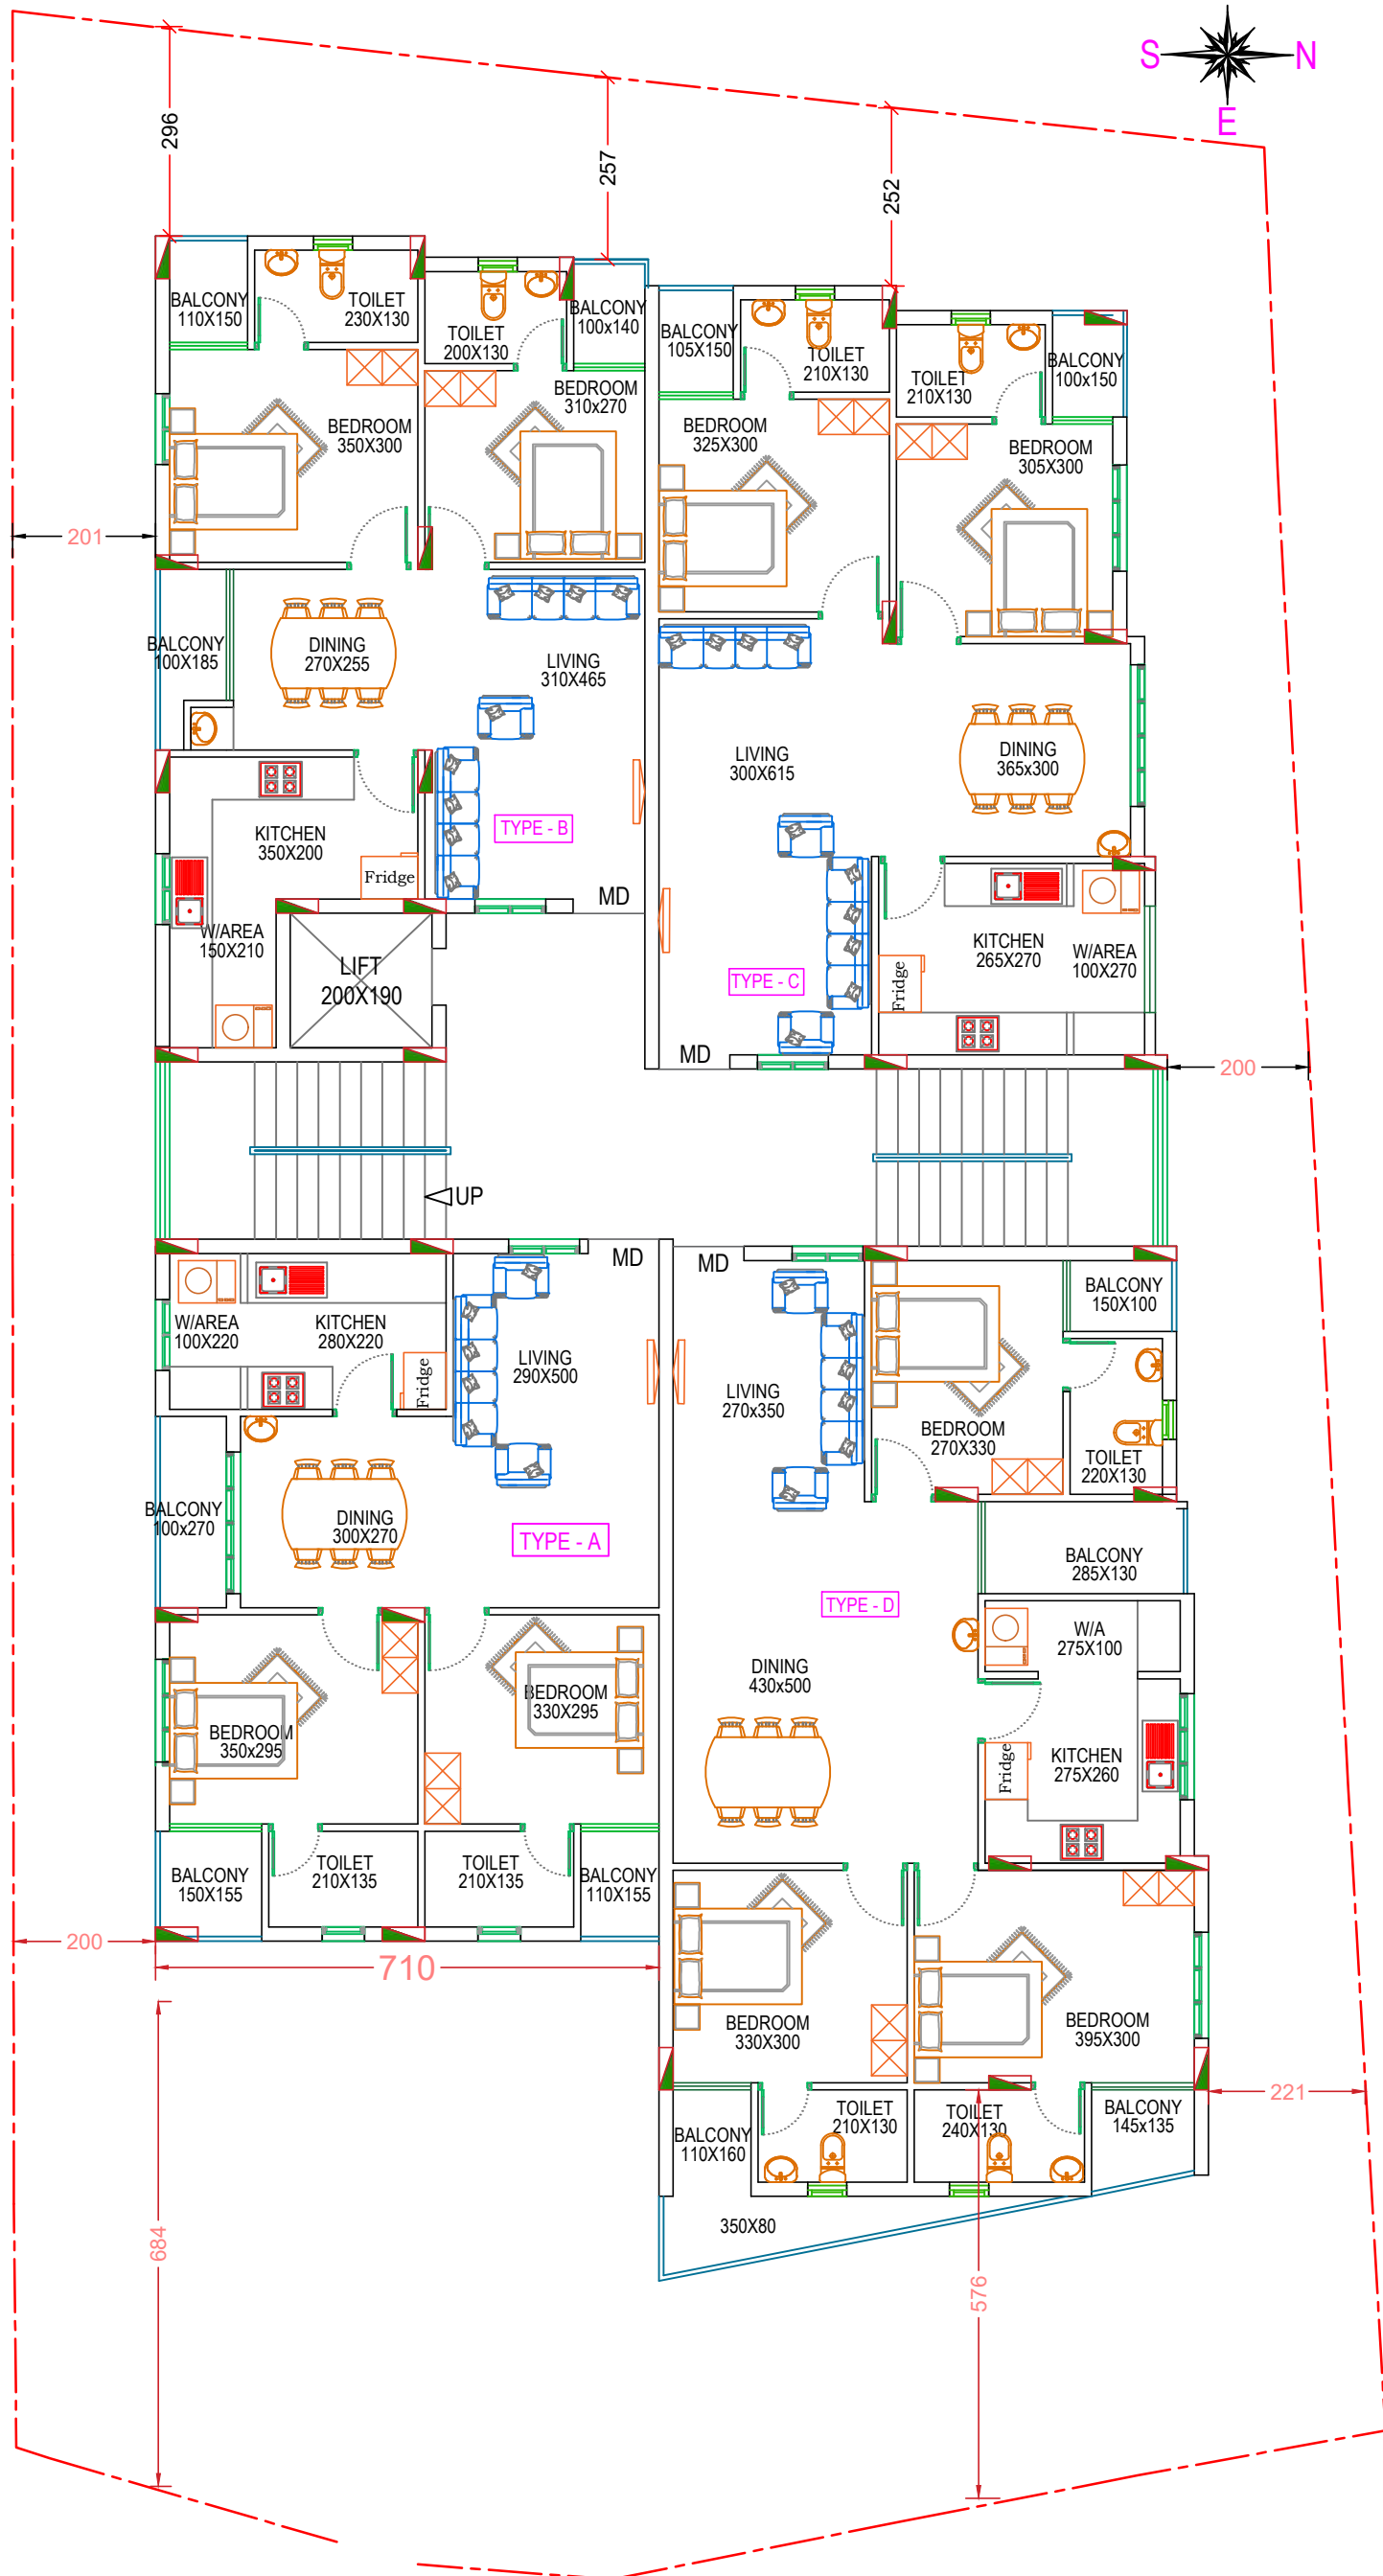 S
N
E
296
257
252
BALCONY
110X150
TOILET
230X130
TOILET
200X130
BALCONY
100x140
BALCONY
105X150
TOILET
210X130
TOILET
210X130
BALCONY
100x150
BEDROOM
350X300
BEDROOM
310x270
BEDROOM
325X300
BEDROOM
305X300
201
BALCONY
100X185
DINING
270X255
LIVING
310X465
LIVING
300X615
DINING
365x300
KITCHEN
350X200
TYPE - B
Fridge
MD
W/AREA
150X210
LIFT
200X190
TYPE - C
Fridge
KITCHEN
265X270
W/AREA
100X270
MD
200
UP
MD
MD
W/AREA
100X220
KITCHEN
280X220
Fridge
LIVING
290X500
LIVING
270x350
BALCONY
150X100
BEDROOM
270X330
TOILET
220X130
BALCONY
100x270
DINING
300X270
TYPE - A
BALCONY
285X130
TYPE - D
W/A
275X100
DINING
430x500
BEDROOM
350x295
BEDROOM
330X295
Fridge
KITCHEN
275X260
BALCONY
150X155
TOILET
210X135
TOILET
210X135
BALCONY
110X155
200
710
BEDROOM
330X300
BEDROOM
395X300
221
BALCONY
110X160
TOILET
210X130
TOILET
240X130
BALCONY
145x135
350X80
684
576